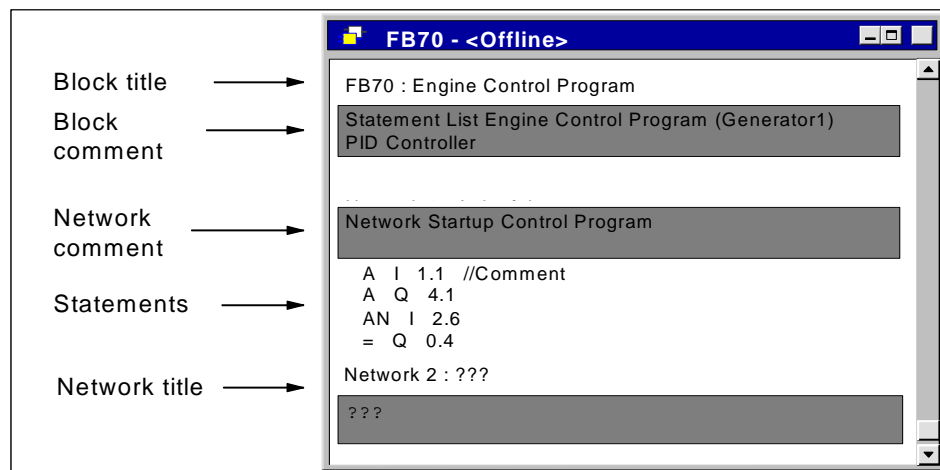 FB70 - <Offline>
Block title
FB70 : Engine Control Program
Block
comment
Statement List Engine Control Program (Generator1)
PID Controller
Network
comment
Network Startup Control Program
Statements
A I 1.1 //Comment
A Q 4.1
AN I 2.6
= Q 0.4
Network title
Network 2 : ???
???